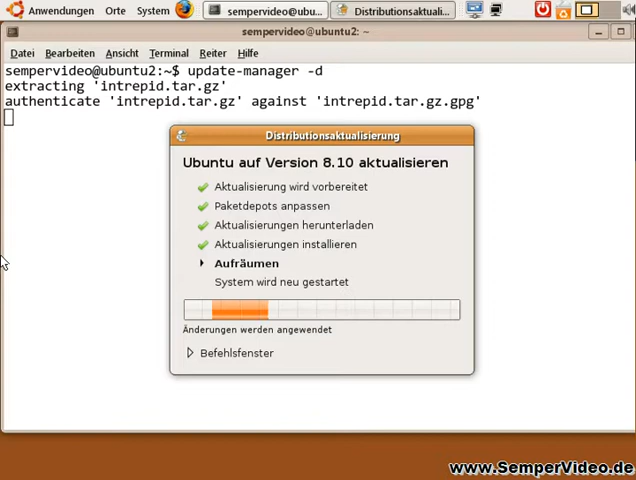 Anwendungen Orte System sempervideo@ubu... Distributionsaktuali...
sempervideo@ubuntu2: ~
Datei Bearbeiten Ansicht Terminal Reiter Hilfe
sempervideo@ubuntu2:~$ update-manager -d
extracting 'intrepid.tar.gz'
authenticate 'intrepid.tar.gz' against 'intrepid.tar.gz.gpg'
Distributionsaktualisierung
Ubuntu auf Version 8.10 aktualisieren
Aktualisierung wird vorbereitet
Paketdepots anpassen
Aktualisierungen herunterladen
Aktualisierungen installieren
Aufräumen
System wird neu gestartet
Änderungen werden angewendet
Befehlsfenster
www.SemperVideo.de